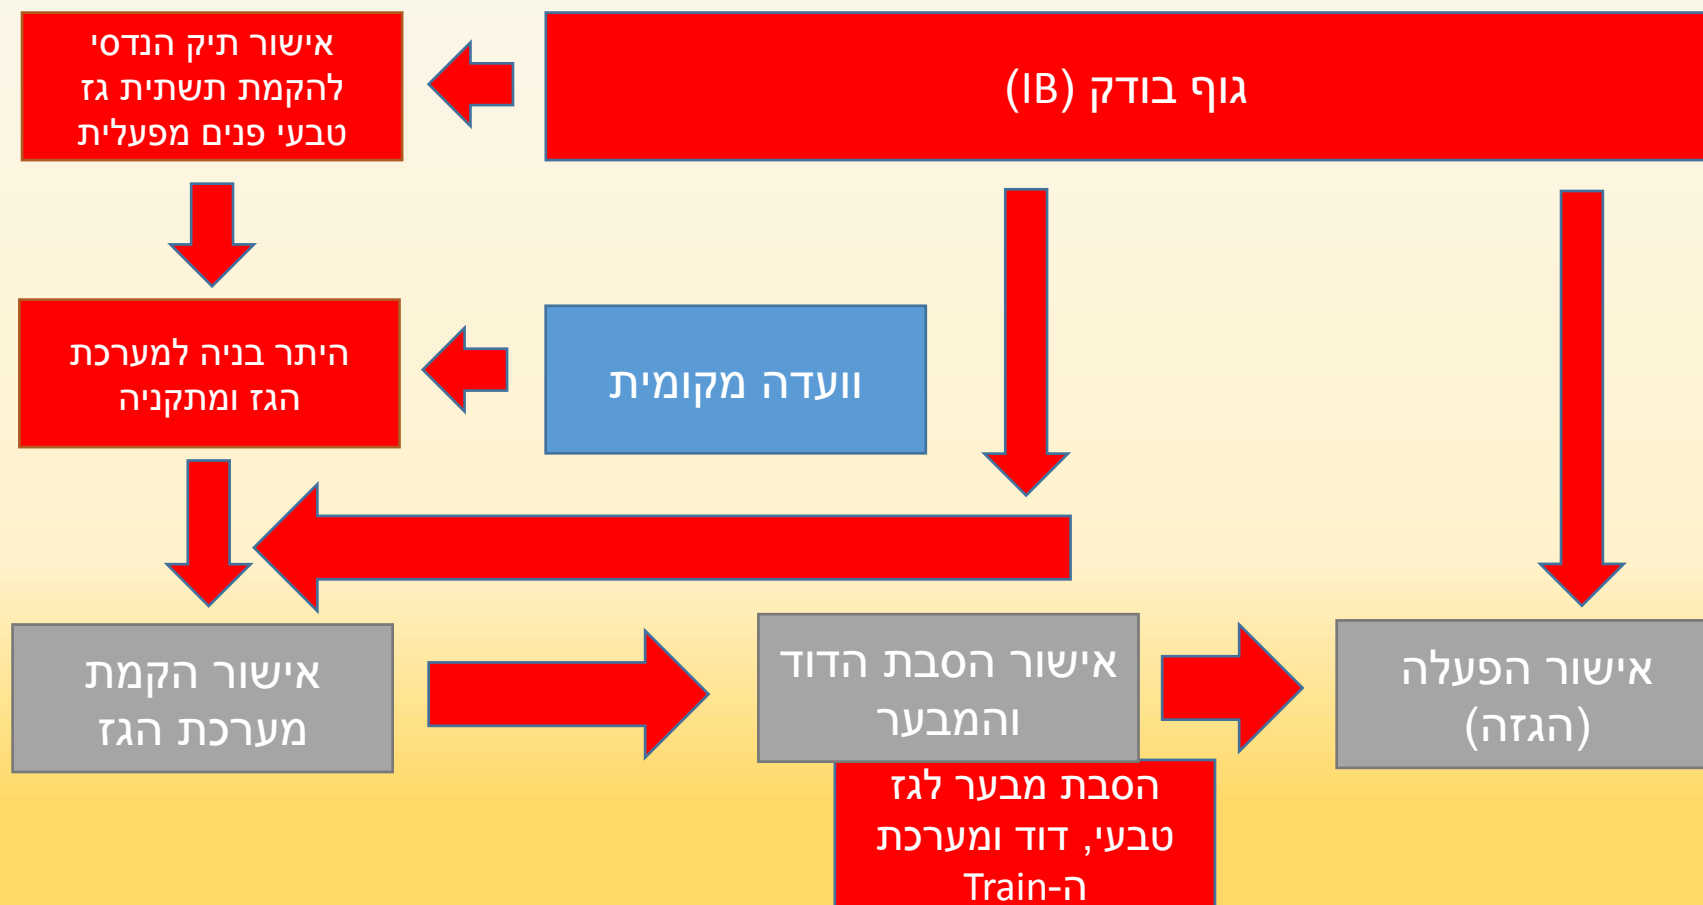 גוף בודק (IB)
אישור תיק הנדסי
להקמת תשתית גז
טבעי פנים מפעלית
וועדה מקומית
היתר בניה למערכת
הגז ומתקניה
אישור הפעלה
(הגזה)
אישור הסבת הדוד
והמבער
אישור הקמת
מערכת הגז
הסבת מבער לגז
טבעי, דוד ומערכת
ה-Train